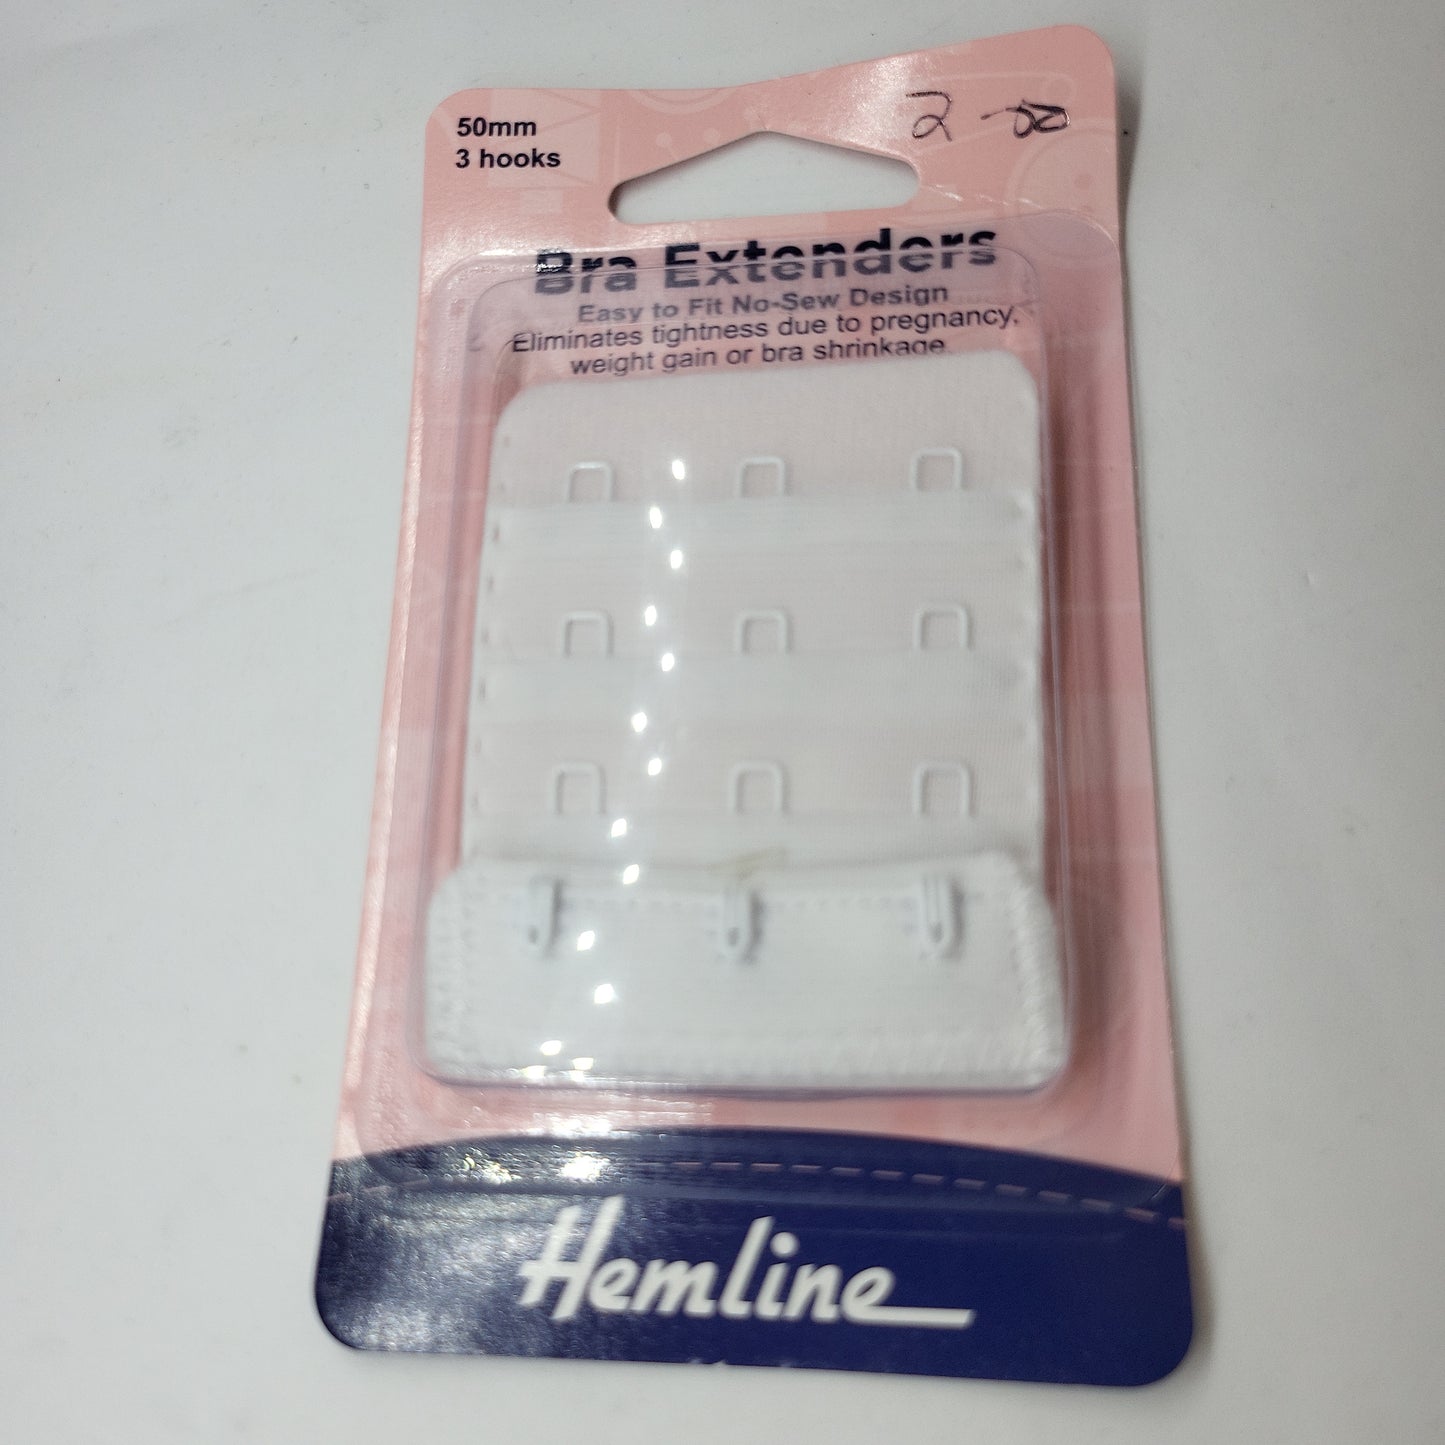 50mm
3 hooks
2-00
Bra Extenders
Easy to Fit No-Sew Design
Eliminates tightness due to pregnancy,
weight gain or bra shrinkage.
Hemline